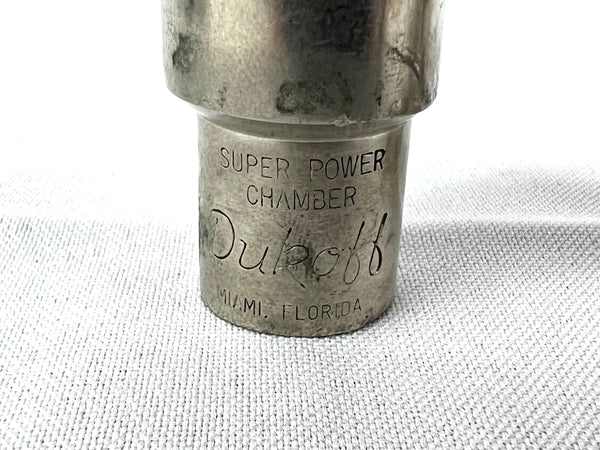 SUPER POWER
CHAMBER
Dukoff
MIAMI, FLORIDA